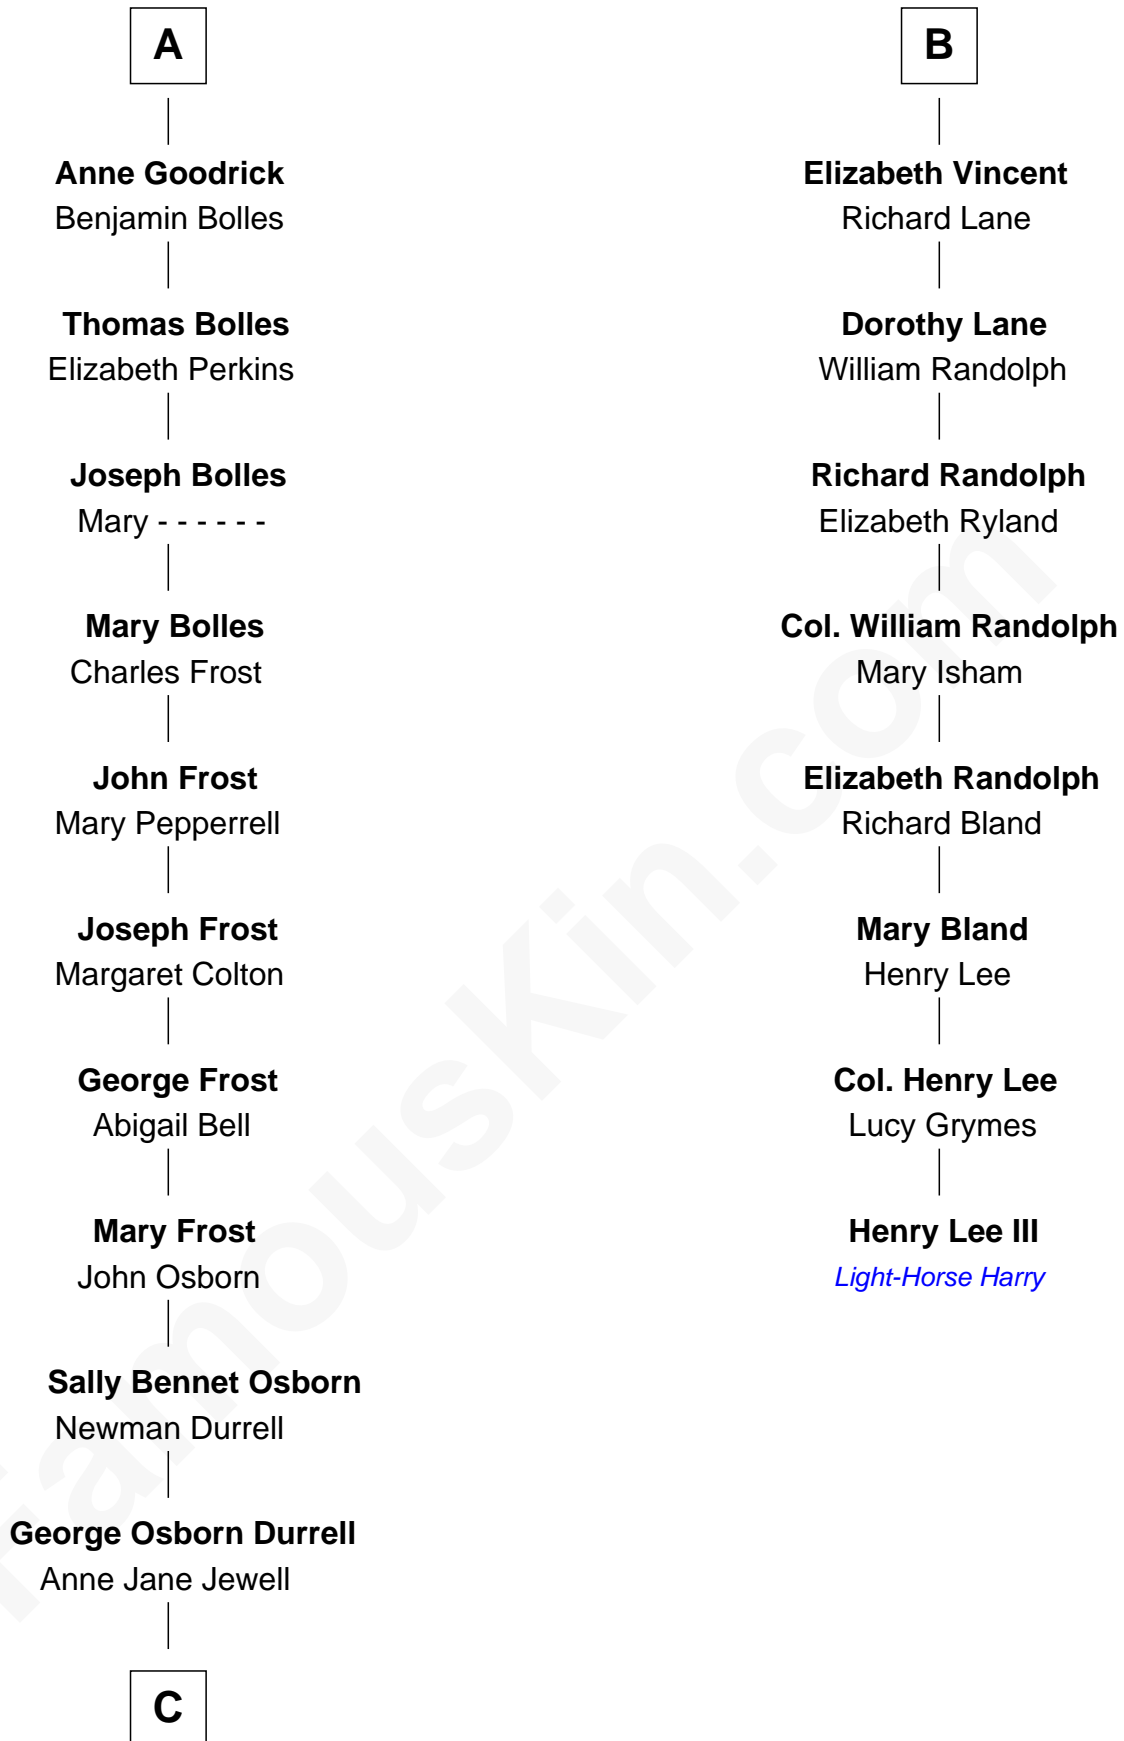 A
Anne Goodrick
Benjamin Bolles
Thomas Bolles
Elizabeth Perkins
Joseph Bolles
Mary - - - - - -
Mary Bolles
Charles Frost
John Frost
Mary Pepperrell
Joseph Frost
Margaret Colton
George Frost
Abigail Bell
Mary Frost
John Osborn
Sally Bennet Osborn
Newman Durrell
George Osborn Durrell
Anne Jane Jewell
C
B
Elizabeth Vincent
Richard Lane
Dorothy Lane
William Randolph
Richard Randolph
Elizabeth Ryland
Col. William Randolph
Mary Isham
Elizabeth Randolph
Richard Bland
Mary Bland
Henry Lee
Col. Henry Lee
Lucy Grymes
Henry Lee III
Light-Horse Harry
FamousKin.com